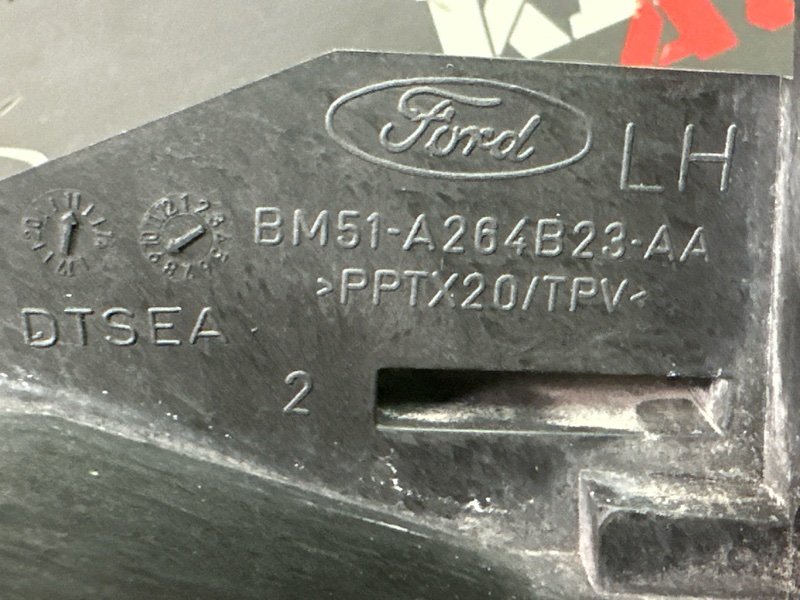 Ford
LH
BM51-A264B23-AA
>PPTX20/TPV<
DTSEA
2